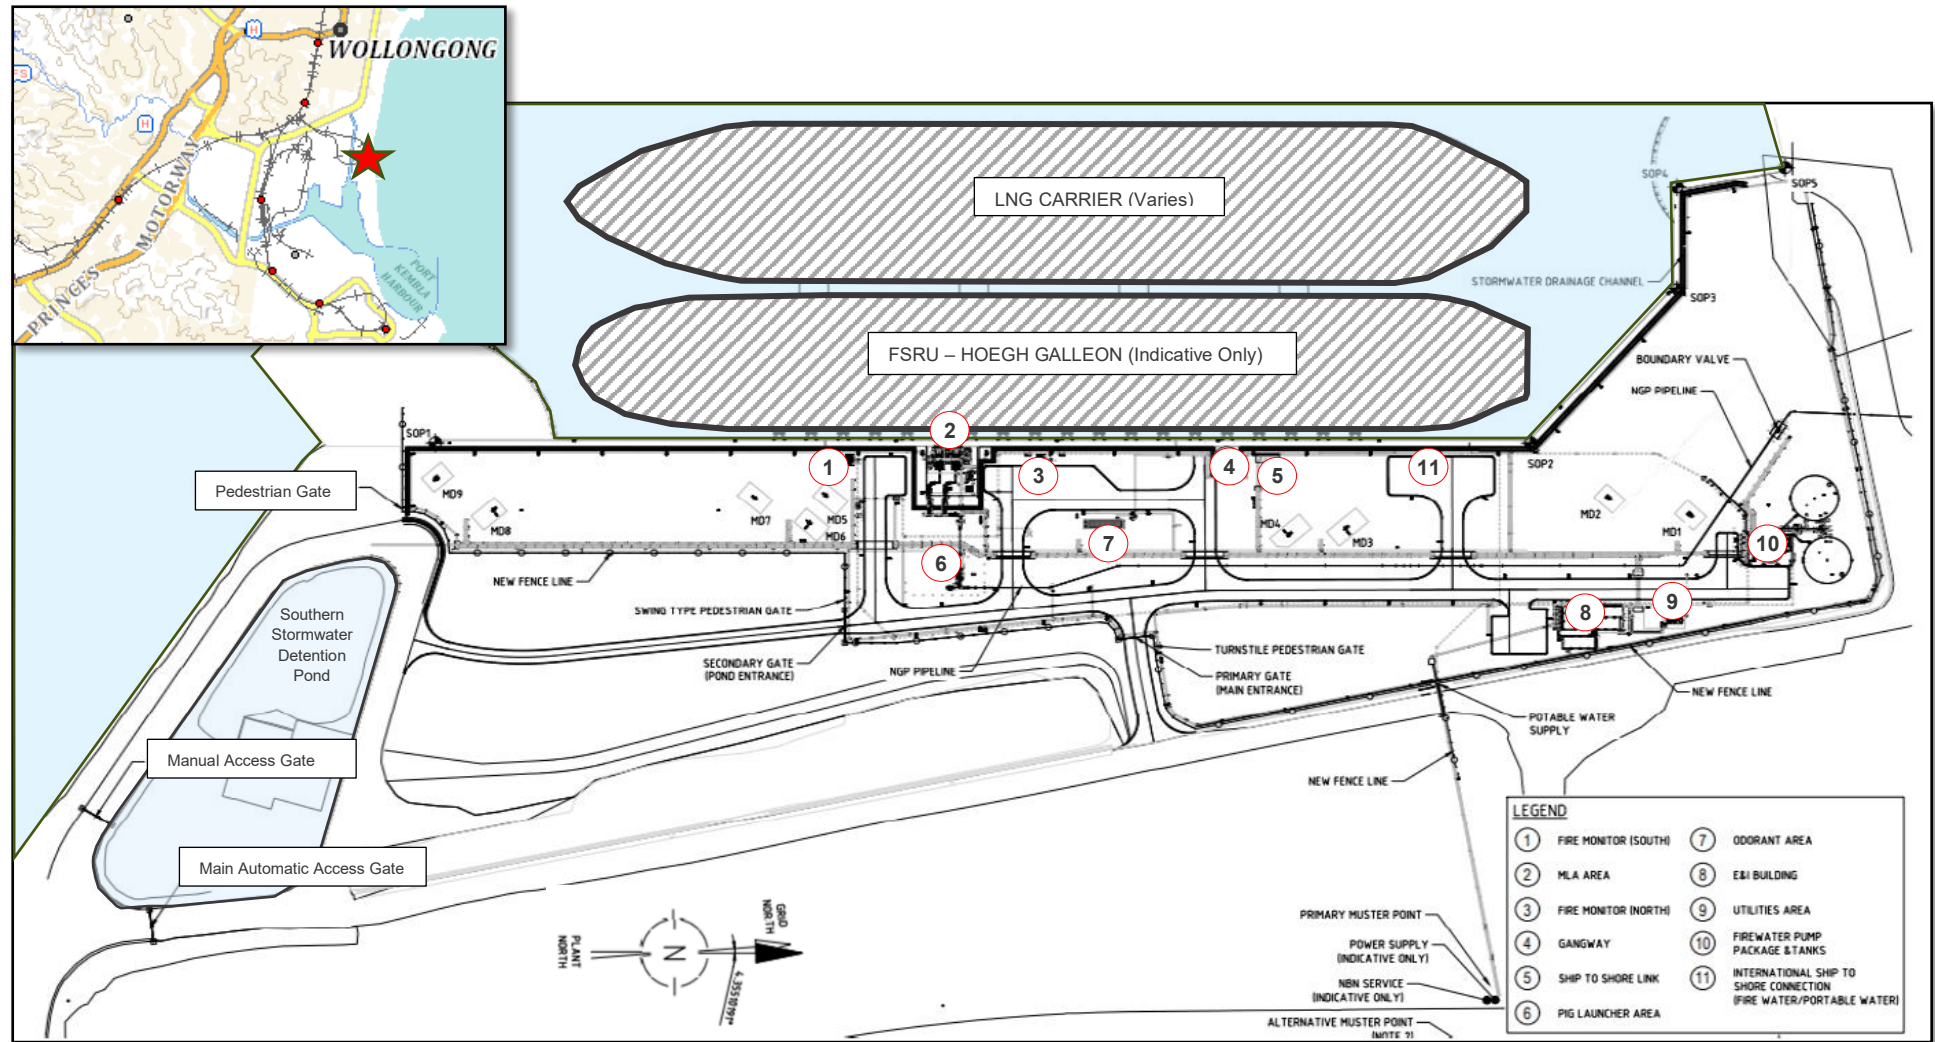 WOLLONGONG
H
FS
H
PRINCES MOTORWAY
PORT
KEMBLA
HARBOUR
LNG CARRIER (Varies)
FSRU – HOEGH GALLEON (Indicative Only)
SOP4
SOP5
STORMWATER DRAINAGE CHANNEL
SOP3
BOUNDARY VALVE
NGP PIPELINE
SOP1
SOP2
2
1
3
4
5
11
Pedestrian Gate
MD9
MD8
MD7
MD5
MD6
MD4
MD3
MD2
MD1
6
7
10
8
9
NEW FENCE LINE
SWING TYPE PEDESTRIAN GATE
Southern
Stormwater
Detention
Pond
SECONDARY GATE
(POND ENTRANCE)
NGP PIPELINE
TURNSTILE PEDESTRIAN GATE
PRIMARY GATE
(MAIN ENTRANCE)
NEW FENCE LINE
POTABLE WATER
SUPPLY
Manual Access Gate
NEW FENCE LINE
Main Automatic Access Gate
PLANT
NORTH
N
GRID
NORTH
PRIMARY MUSTER POINT
POWER SUPPLY
(INDICATIVE ONLY)
NBN SERVICE
(INDICATIVE ONLY)
ALTERNATIVE MUSTER POINT
(NOTE 2)
LEGEND
1 FIRE MONITOR (SOUTH)
2 MLA AREA
3 FIRE MONITOR (NORTH)
4 GANGWAY
5 SHIP TO SHORE LINK
6 PIG LAUNCHER AREA
7 ODORANT AREA
8 E&I BUILDING
9 UTILITIES AREA
10 FIREWATER PUMP
PACKAGE & TANKS
11 INTERNATIONAL SHIP TO
SHORE CONNECTION
(FIRE WATER/PORTABLE WATER)